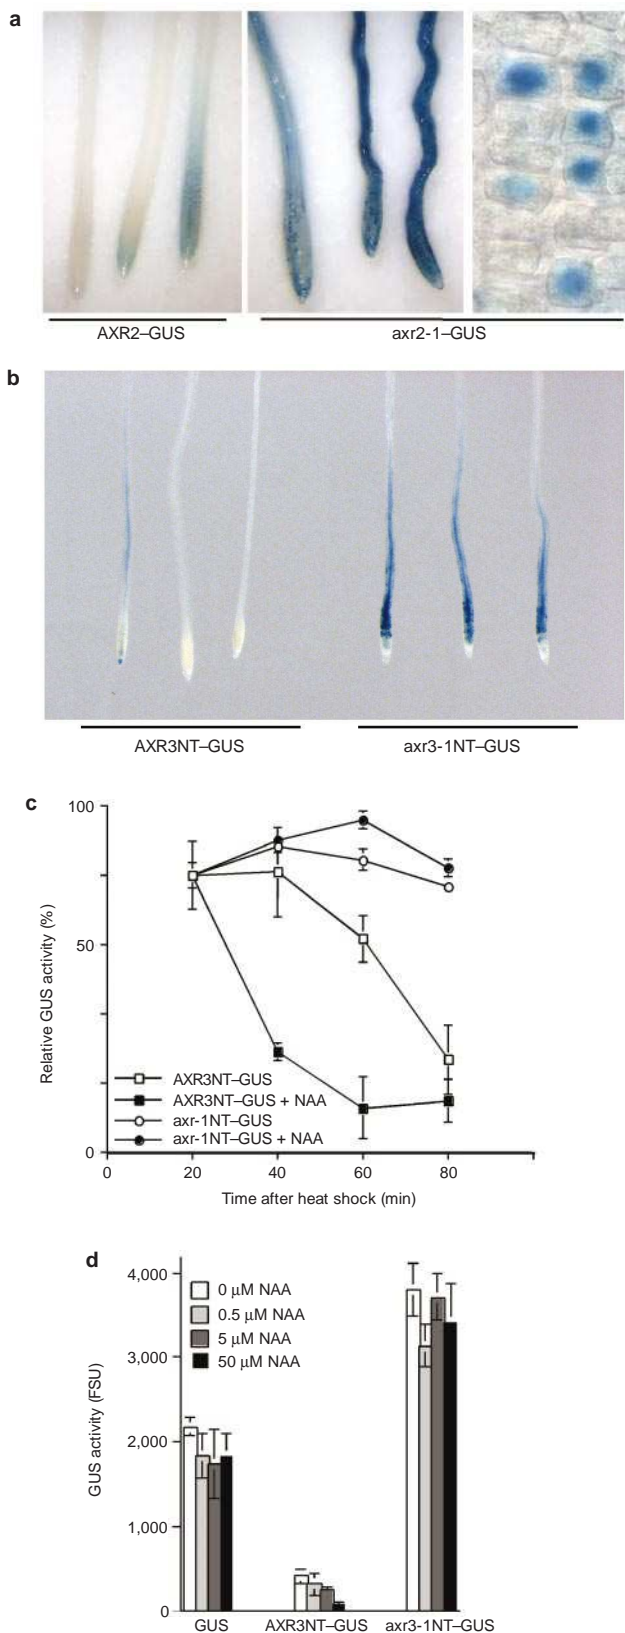 a
AXR2–GUS axr2-1–GUS
b
AXR3NT–GUS axr3-1NT–GUS
c
100
50
0
Relative GUS activity (%)
AXR3NT–GUS
AXR3NT–GUS + NAA
axr-1NT–GUS
axr-1NT–GUS + NAA
0 20 40 60 80
Time after heat shock (min)
d
4,000
3,000
2,000
1,000
0
GUS activity (FSU)
0 µM NAA
0.5 µM NAA
5 µM NAA
50 µM NAA
GUS AXR3NT–GUS axr3-1NT–GUS